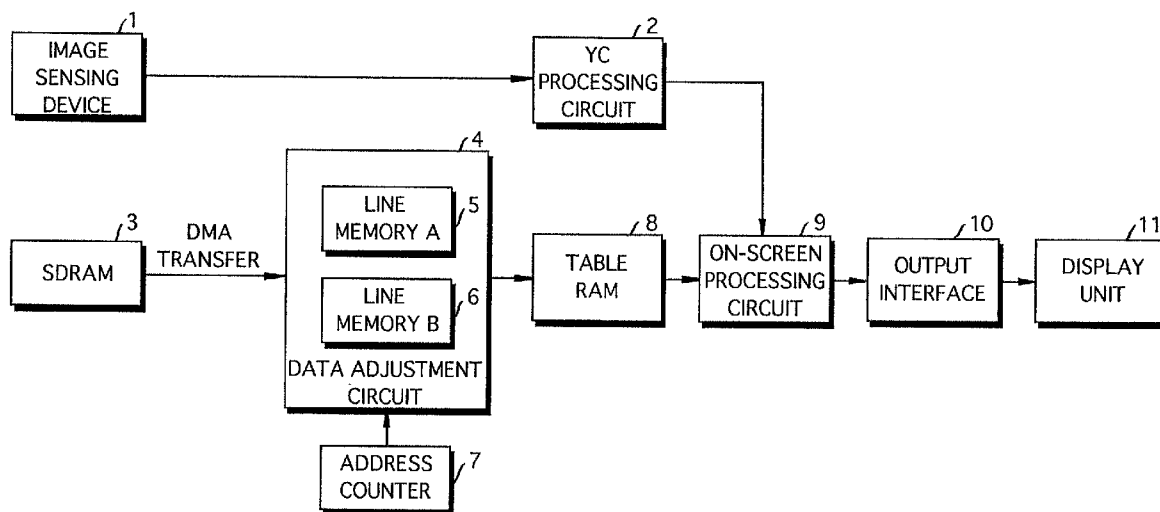 1
IMAGE
SENSING
DEVICE
2
YC
PROCESSING
CIRCUIT
3
SDRAM
DMA
TRANSFER
4
LINE
MEMORY A
5
LINE
MEMORY B
6
DATA ADJUSTMENT
CIRCUIT
ADDRESS
COUNTER
7
8
TABLE
RAM
9
ON-SCREEN
PROCESSING
CIRCUIT
10
OUTPUT
INTERFACE
11
DISPLAY
UNIT